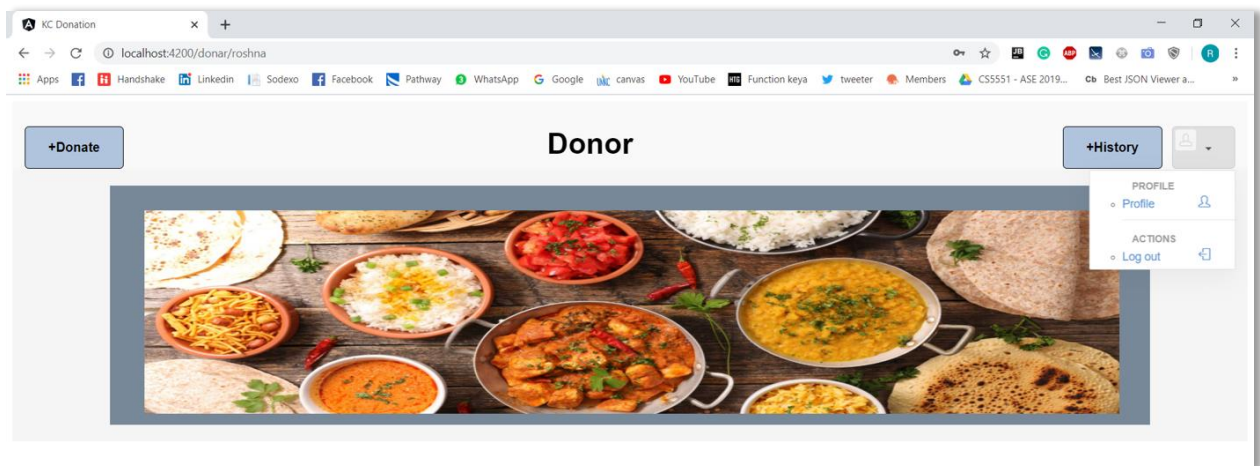 KC Donation
localhost:4200/donar/roshna
Apps Handshake Linkedin Sodexo Facebook Pathway WhatsApp Google canvas YouTube Function keya tweeter Members CS5551 - ASE 2019... Cb Best JSON Viewer a... »
+Donate
Donor
+History
PROFILE
Profile
ACTIONS
Log out